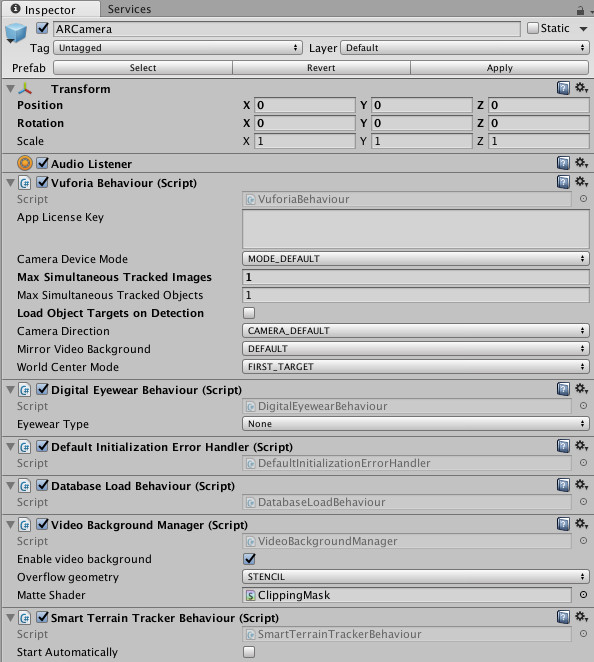 Inspector Services
ARCamera Static
Tag Untagged Layer Default
Prefab Select Revert Apply
Transform
Position X 0 Y 0 Z 0
Rotation X 0 Y 0 Z 0
Scale X 1 Y 1 Z 1
Audio Listener
Vuforia Behaviour (Script)
Script VuforiaBehaviour
App License Key
Camera Device Mode MODE_DEFAULT
Max Simultaneous Tracked Images 1
Max Simultaneous Tracked Objects 1
Load Object Targets on Detection
Camera Direction CAMERA_DEFAULT
Mirror Video Background DEFAULT
World Center Mode FIRST_TARGET
Digital Eyewear Behaviour (Script)
Script DigitalEyewearBehaviour
Eyewear Type None
Default Initialization Error Handler (Script)
Script DefaultInitializationErrorHandler
Database Load Behaviour (Script)
Script DatabaseLoadBehaviour
Video Background Manager (Script)
Script VideoBackgroundManager
Enable video background
Overflow geometry STENCIL
Matte Shader ClippingMask
Smart Terrain Tracker Behaviour (Script)
Script SmartTerrainTrackerBehaviour
Start Automatically